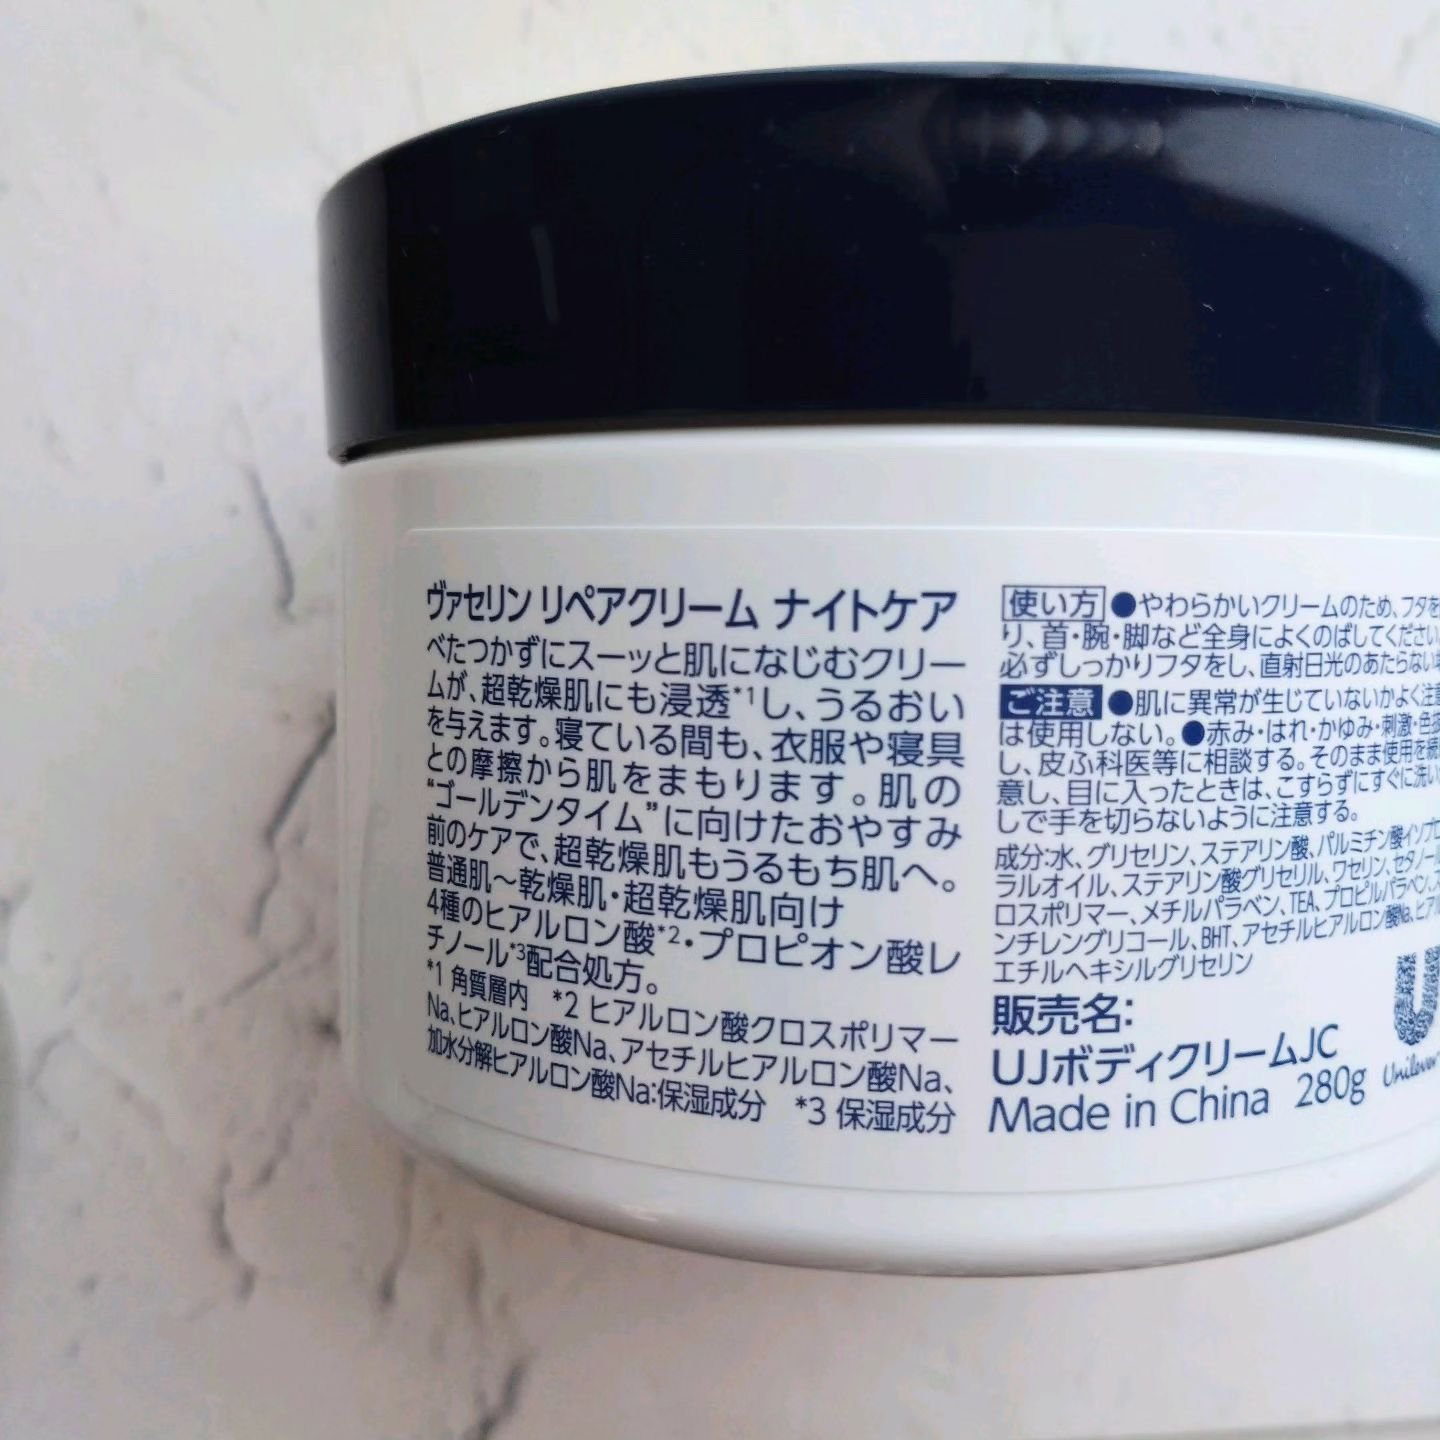 ヴァセリン リペアクリーム ナイトケア
べたつかずにスーッと肌になじむクリー
ムが、超乾燥肌にも浸透*1し、うるおい
を与えます。寝ている間も、衣服や寝具
との摩擦から肌をまもります。肌の
“ゴールデンタイム”に向けたおやすみ
前のケアで、超乾燥肌もうるもち肌へ。
普通肌～乾燥肌・超乾燥肌向け
4種のヒアルロン酸*2・プロピオン酸レ
チノール*3配合処方。
*1 角質層内 *2 ヒアルロン酸クロスポリマー
Na、ヒアルロン酸Na、アセチルヒアルロン酸Na、
加水分解ヒアルロン酸Na:保湿成分 *3 保湿成分
使い方 ●やわらかいクリームのため、フタを
り、首・腕・脚など全身によくのばしてください。
必ずしっかりフタをし、直射日光のあたらない
ご注意 ●肌に異常が生じていないかよく注意
は使用しない。●赤み・はれ・かゆみ・刺激・色
し、皮ふ科医等に相談する。そのまま使用を続
意し、目に入ったときは、こすらずにすぐに洗い
しで手を切らないように注意する。
成分:水、グリセリン、ステアリン酸、パルミチン酸イソプロ
ラルオイル、ステアリン酸グリセリル、ワセリン、セタノール
ロスポリマー、メチルパラベン、TEA、プロピルパラベン、
ンチレングリコール、BHT、アセチルヒアルロン酸Na、ヒアル
エチルヘキシルグリセリン
販売名:
UJボディクリームJC
Made in China 280g
Unilever